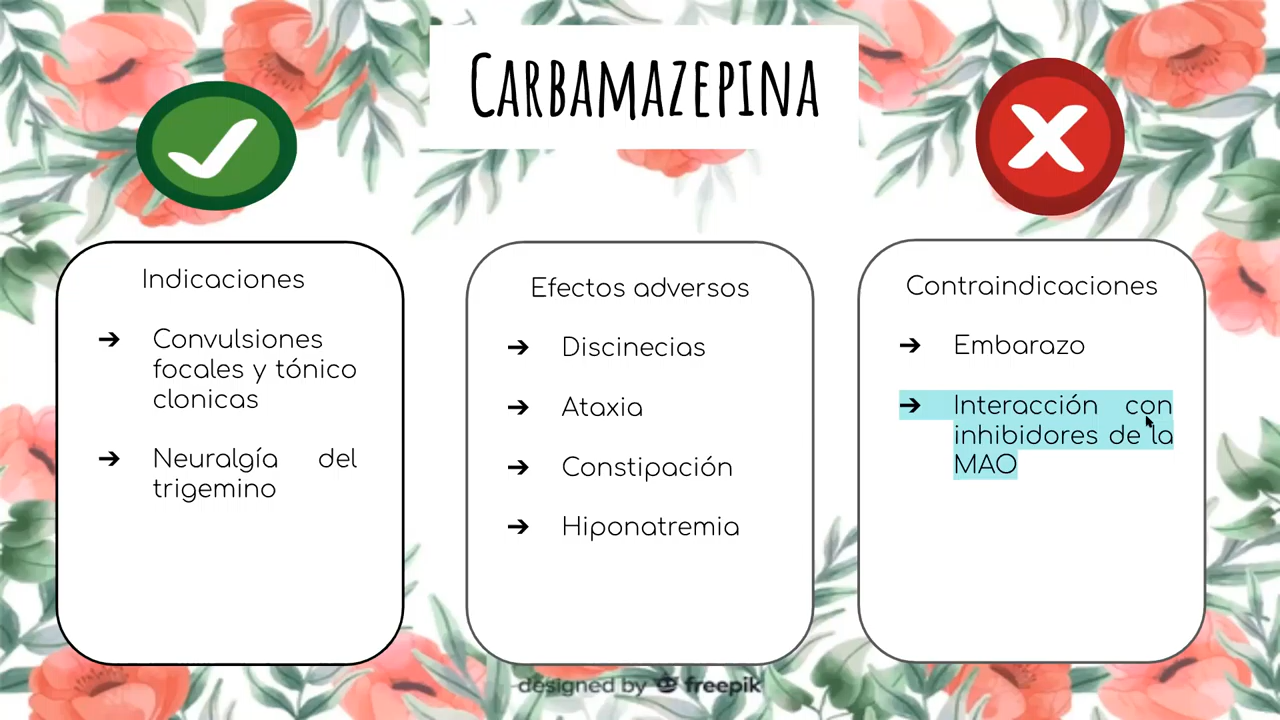 CARBAMAZEPINA
Indicaciones
➔ Convulsiones
focales y tónico
clonicas
➔ Neuralgía del
trigemino
Efectos adversos
➔ Discinecias
➔ Ataxia
➔ Constipación
➔ Hiponatremia
Contraindicaciones
➔ Embarazo
➔ Interacción con
inhibidores de la
MAO
designed by freepik